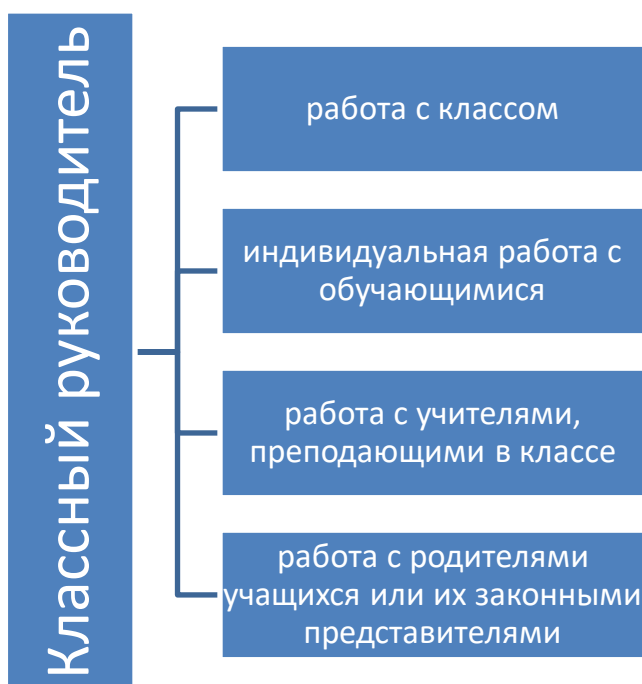 Классный руководитель
работа с классом
индивидуальная работа с
обучающимися
работа с учителями,
преподающими в классе
работа с родителями
учащихся или их законными
представителями